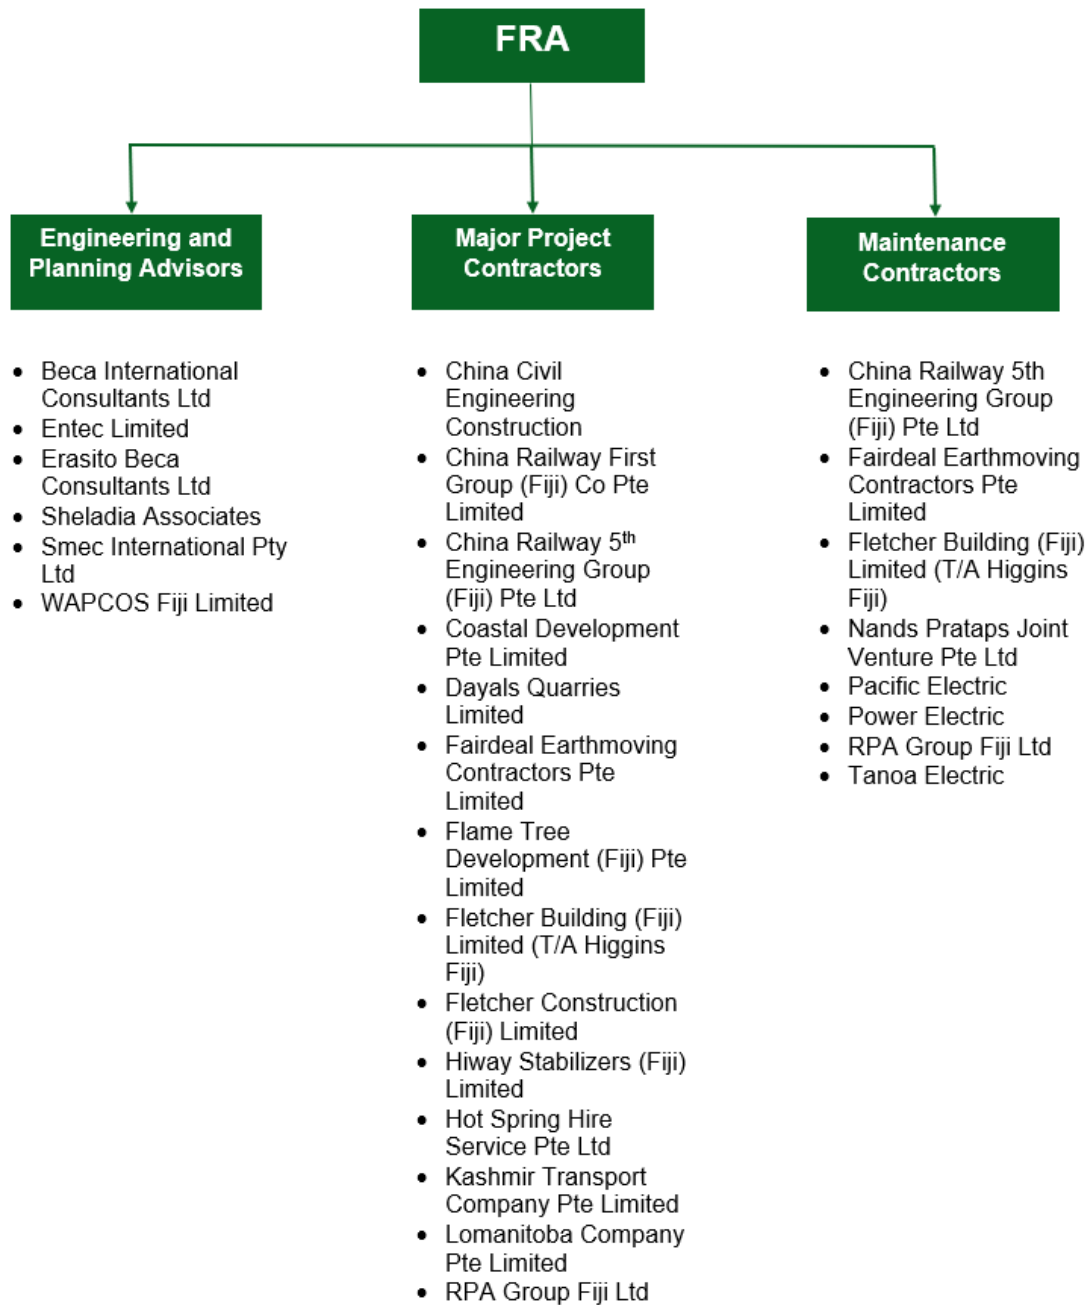 FRA
Engineering and
Planning Advisors
Major Project
Contractors
Maintenance
Contractors
• Beca International
Consultants Ltd
• Entec Limited
• Erasito Beca
Consultants Ltd
• Sheladia Associates
• Smec International Pty
Ltd
• WAPCOS Fiji Limited
• China Civil
Engineering
Construction
• China Railway First
Group (Fiji) Co Pte
Limited
• China Railway 5th
Engineering Group
(Fiji) Pte Ltd
• Coastal Development
Pte Limited
• Dayals Quarries
Limited
• Fairdeal Earthmoving
Contractors Pte
Limited
• Flame Tree
Development (Fiji) Pte
Limited
• Fletcher Building (Fiji)
Limited (T/A Higgins
Fiji)
• Fletcher Construction
(Fiji) Limited
• Hiway Stabilizers (Fiji)
Limited
• Hot Spring Hire
Service Pte Ltd
• Kashmir Transport
Company Pte Limited
• Lomanitoba Company
Pte Limited
• RPA Group Fiji Ltd
• China Railway 5th
Engineering Group
(Fiji) Pte Ltd
• Fairdeal Earthmoving
Contractors Pte
Limited
• Fletcher Building (Fiji)
Limited (T/A Higgins
Fiji)
• Nands Prataps Joint
Venture Pte Ltd
• Pacific Electric
• Power Electric
• RPA Group Fiji Ltd
• Tanoa Electric